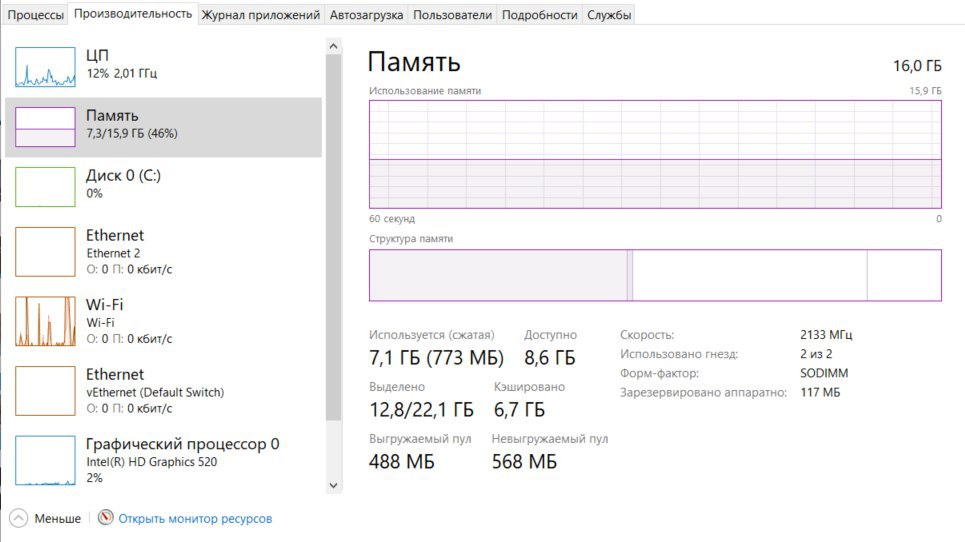 Процессы Производительность Журнал приложений Автозагрузка Пользователи Подробности Службы
ЦП
12% 2,01 ГГц
Память
7,3/15,9 ГБ (46%)
Диск 0 (C:)
0%
Ethernet
Ethernet 2
О: 0 П: 0 кбит/с
Wi-Fi
Wi-Fi
О: 0 П: 0 кбит/с
Ethernet
vEthernet (Default Switch)
О: 0 П: 0 кбит/с
Графический процессор 0
Intel(R) HD Graphics 520
2%
Память 16,0 ГБ
Использование памяти 15,9 ГБ
60 секунд 0
Структура памяти
Используется (сжатая) Доступно
7,1 ГБ (773 МБ) 8,6 ГБ
Выделено Кэшировано
12,8/22,1 ГБ 6,7 ГБ
Выгружаемый пул Невыгружаемый пул
488 МБ 568 МБ
Скорость: 2133 МГц
Использовано гнезд: 2 из 2
Форм-фактор: SODIMM
Зарезервировано аппаратно: 117 МБ
Меньше Открыть монитор ресурсов